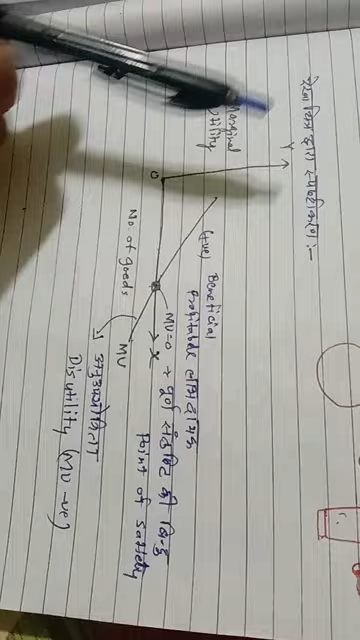 रेखाचित्र द्वारा स्पष्टीकरण :-
Y
Marginal
Utility
(+ve) Beneficial
Profitable लाभदायक
O
MU=0 → पूर्ण संतुष्टि की बिन्दु
Point of sattety
X
No. of goods
MU
↳ अनुपयोगिता
Disutility (MU -ve)